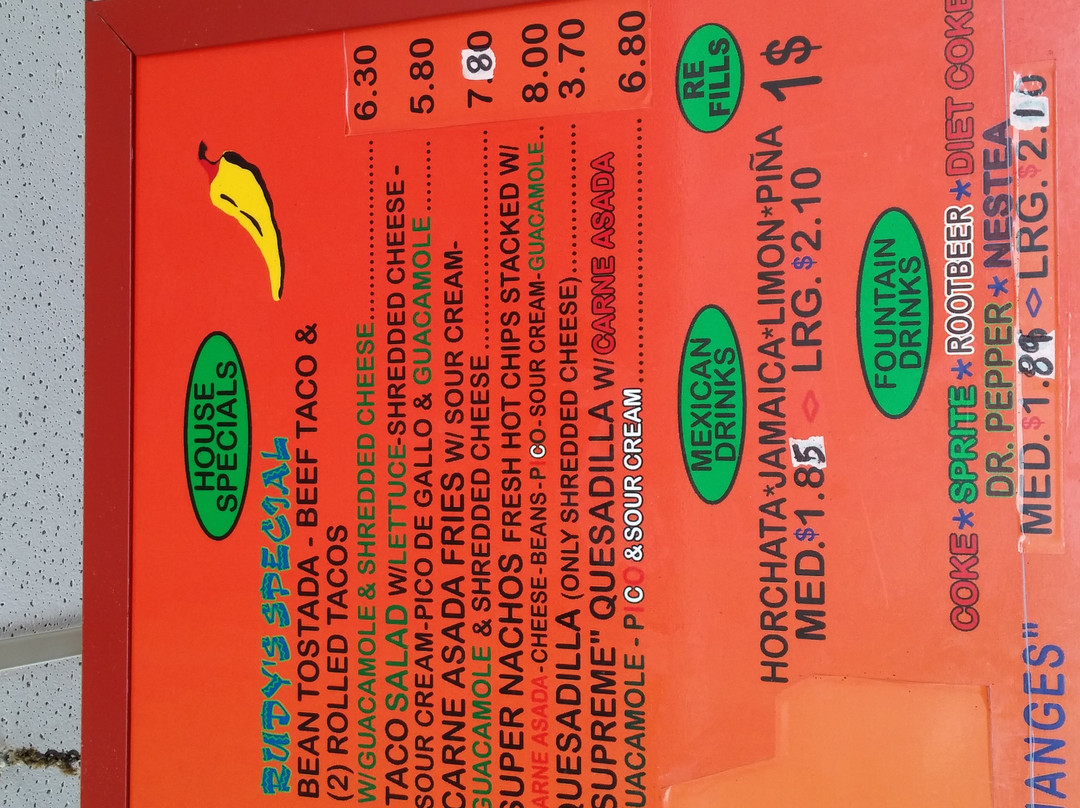 HOUSE
SPECIALS
RUDY'S SPECIAL
BEAN TOSTADA - BEEF TACO &
(2) ROLLED TACOS
W/GUACAMOLE & SHREDDED CHEESE 6.30
TACO SALAD W/LETTUCE-SHREDDED CHEESE-
SOUR CREAM-PICO DE GALLO & GUACAMOLE 5.80
CARNE ASADA FRIES W/ SOUR CREAM-
GUACAMOLE & SHREDDED CHEESE 7.80
SUPER NACHOS FRESH HOT CHIPS STACKED W/
CARNE ASADA-CHEESE-BEANS-PICO-SOUR CREAM-GUACAMOLE.. 8.00
QUESADILLA (ONLY SHREDDED CHEESE) 3.70
SUPREME" QUESADILLA W/ CARNE ASADA
GUACAMOLE - PICO & SOUR CREAM 6.80
MEXICAN
DRINKS
RE
FILLS
HORCHATA*JAMAICA*LIMON*PIÑA 1$
MED.$1.85 <> LRG.$2.10
FOUNTAIN
DRINKS
COKE * SPRITE * ROOTBEER * DIET COKE
DR. PEPPER * NESTEA
MED.$1.89 <> LRG.$2.10
ANGES"